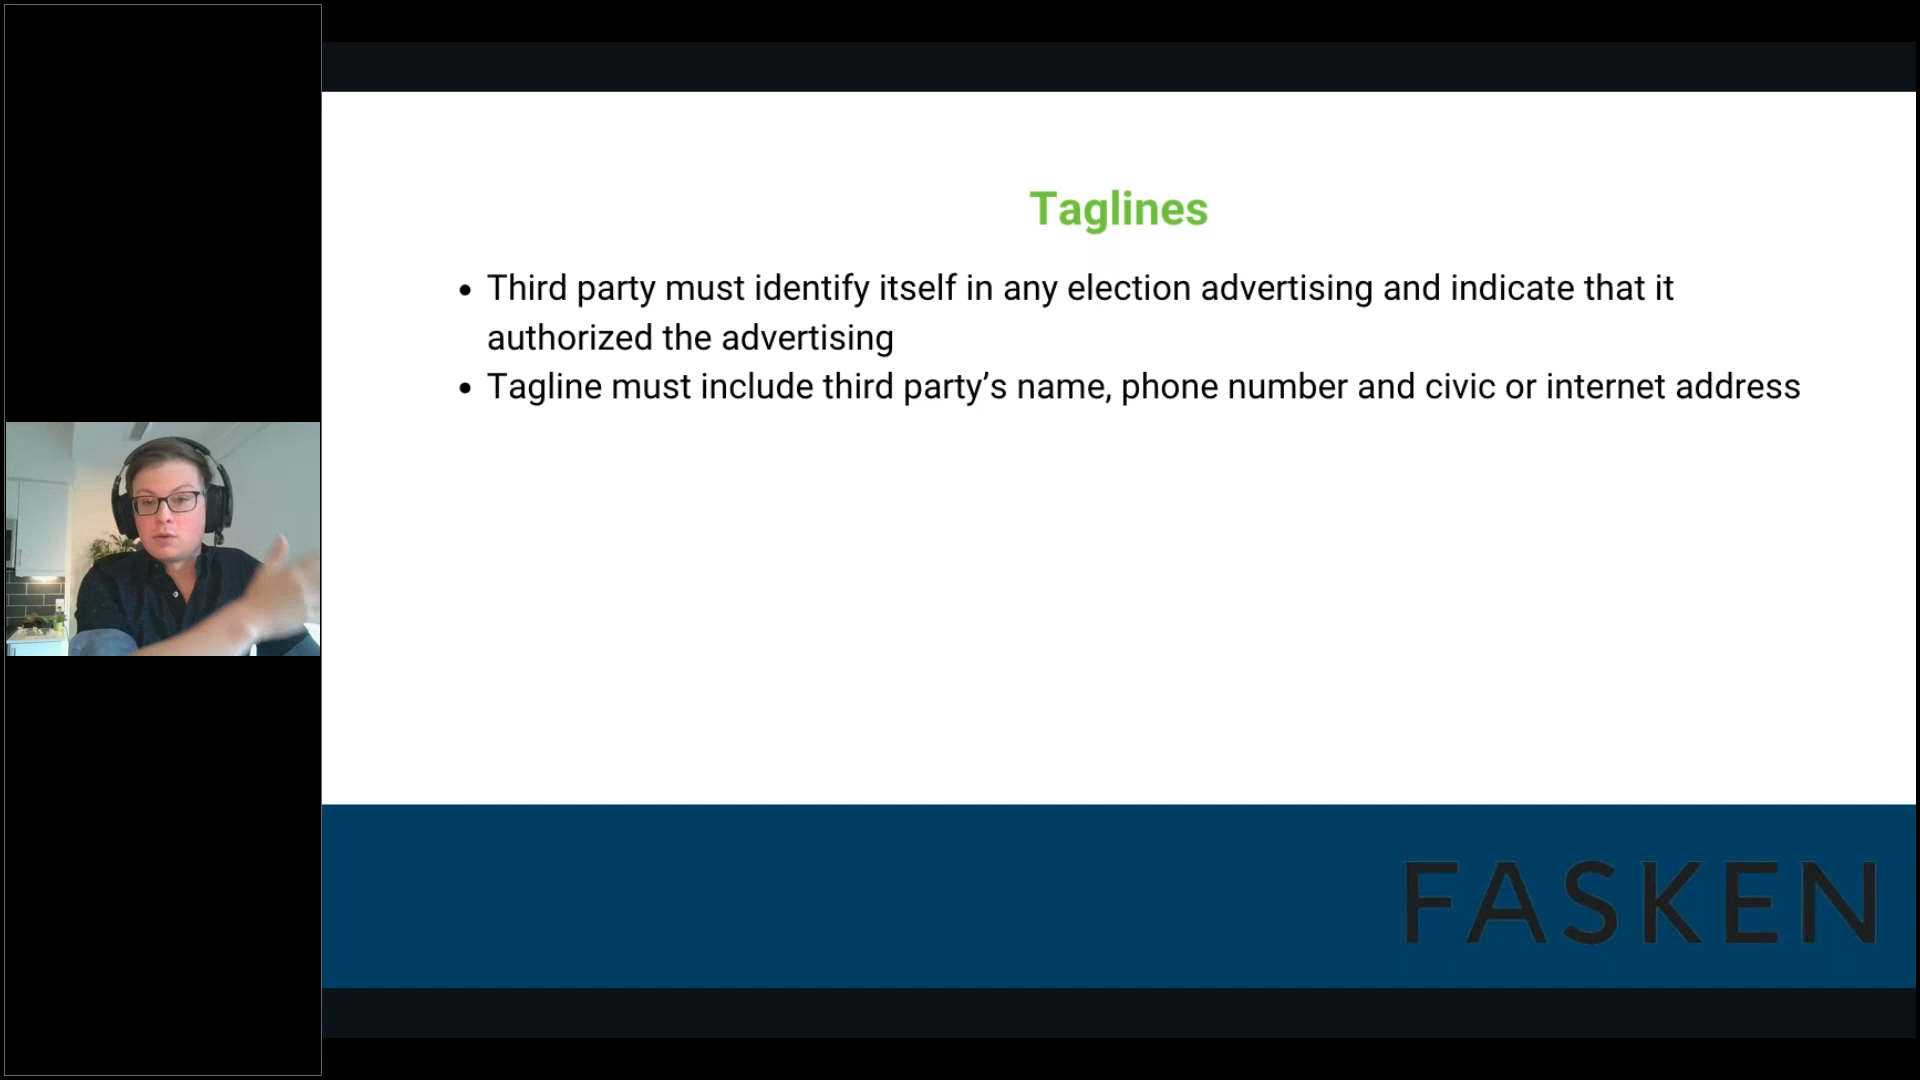 Taglines
• Third party must identify itself in any election advertising and indicate that it
authorized the advertising
• Tagline must include third party’s name, phone number and civic or internet address
FASKEN